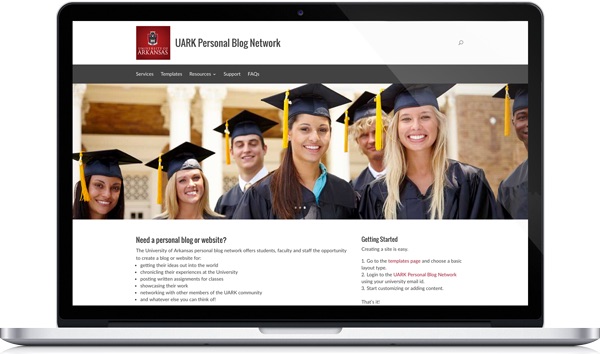 UNIVERSITY OF
ARKANSAS
UARK Personal Blog Network
Services Templates Resources Support FAQs
Need a personal blog or website?
The University of Arkansas personal blog network offers students, faculty and staff the opportunity
to create a blog or website for:
• getting their ideas out into the world
• chronicling their experiences at the University
• posting written assignments for classes
• showcasing their work
• networking with other members of the UARK community
• and whatever else you can think of!
Getting Started
Creating a site is easy.
1. Go to the templates page and choose a basic
layout type.
2. Login to the UARK Personal Blog Network
using your university email id.
3. Start customizing or adding content.
That's it!